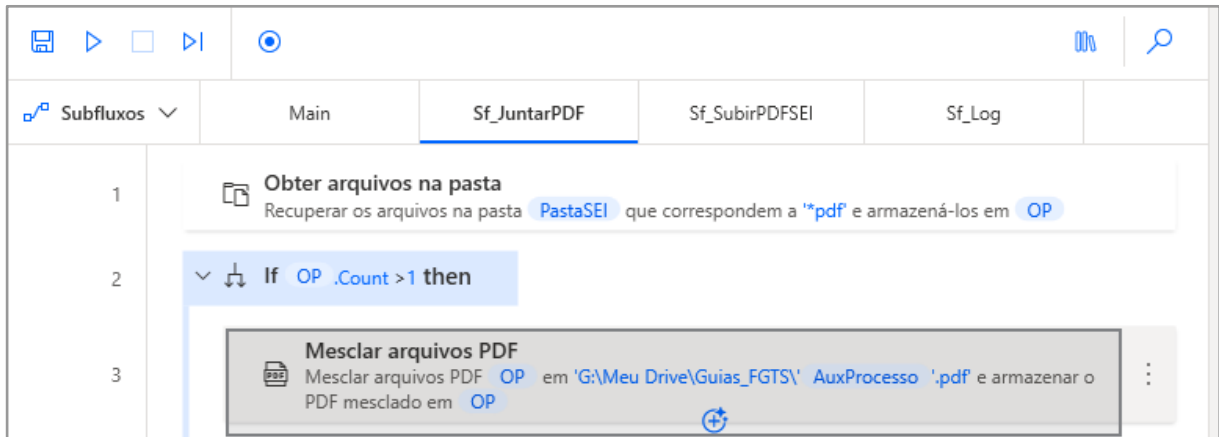 Subfluxos
Main
Sf_JuntarPDF
Sf_SubirPDFSEI
Sf_Log
1
Obter arquivos na pasta
Recuperar os arquivos na pasta PastaSEI que correspondem a '*pdf' e armazená-los em OP
2
If OP .Count >1 then
3
Mesclar arquivos PDF
Mesclar arquivos PDF OP em 'G:\Meu Drive\Guias_FGTS\' AuxProcesso '.pdf' e armazenar o
PDF mesclado em OP